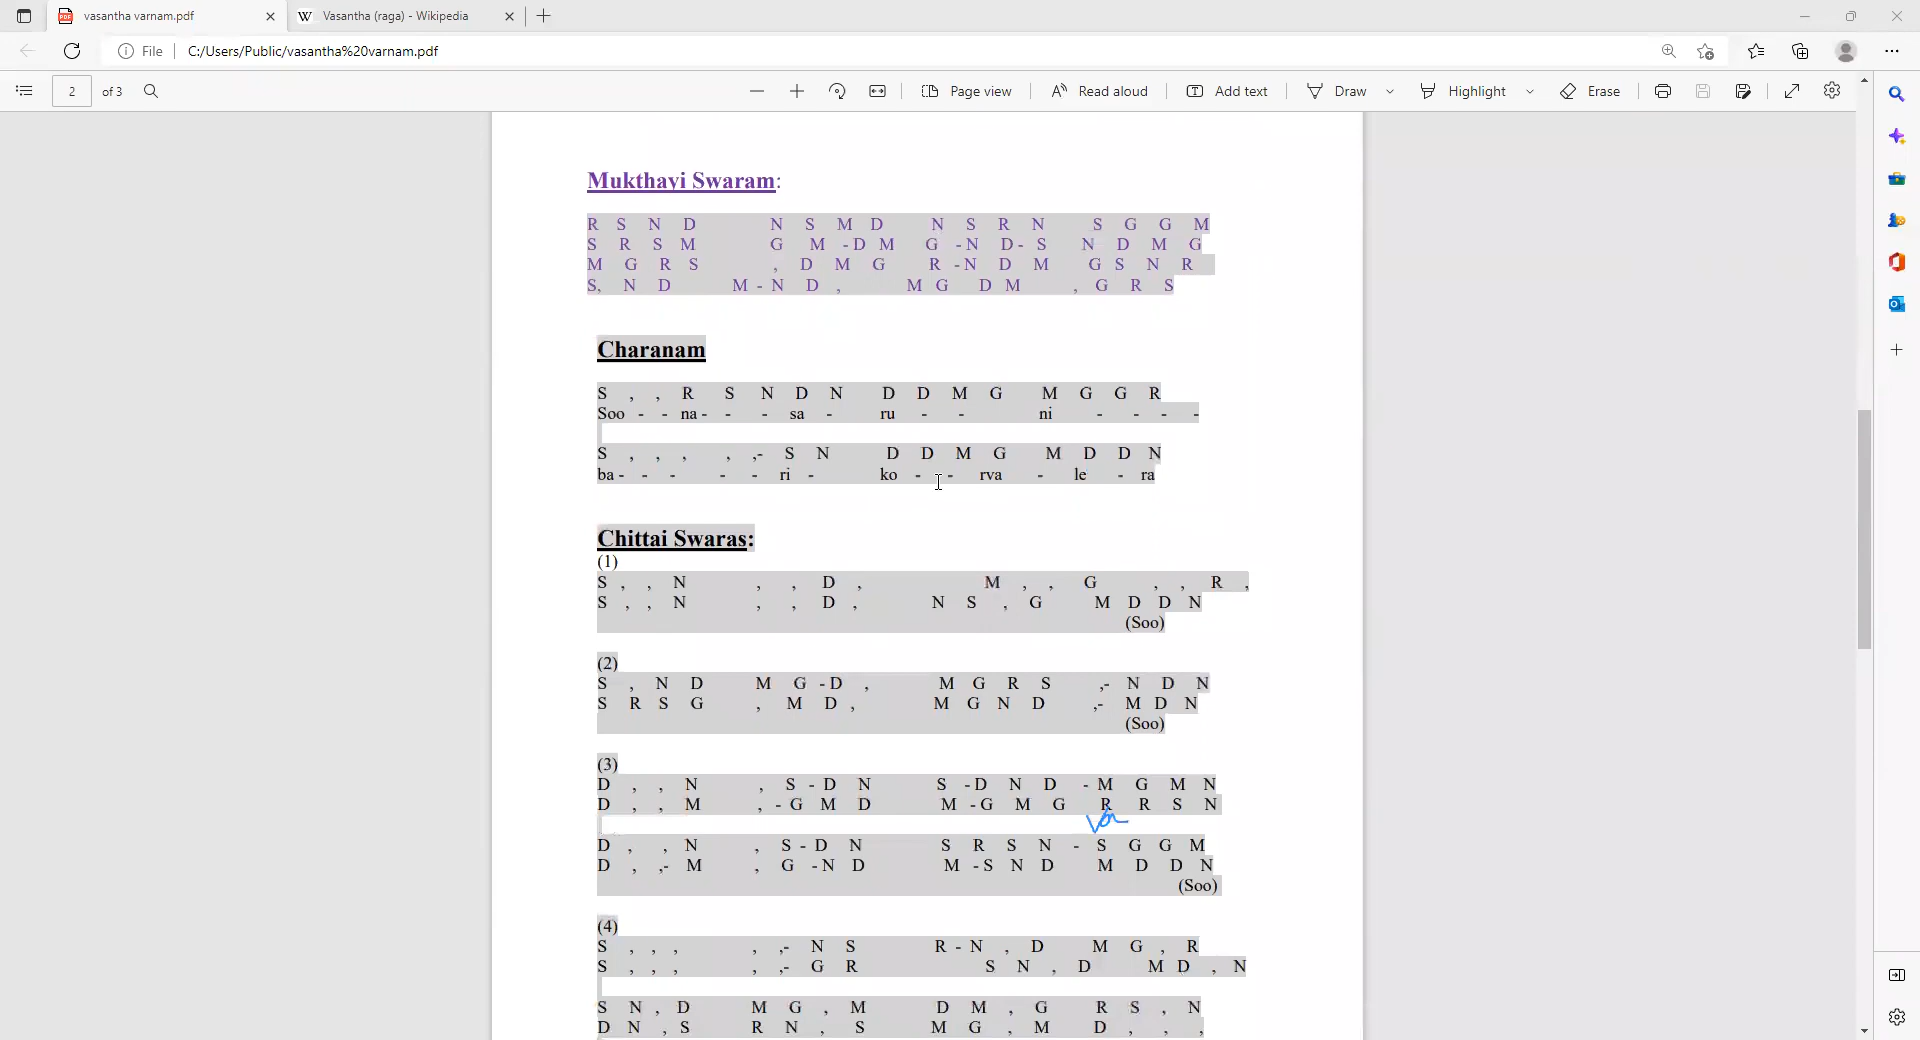 vasantha varnam.pdf
Vasantha (raga) - Wikipedia
File
C:/Users/Public/vasantha%20varnam.pdf
2 of 3
Page view
Read aloud
Add text
Draw
Highlight
Erase
Mukthayi Swaram:
R S N D N S M D N S R N S G G M
S R S M G M -D M G -N D- S N D M G
M G R S , D M G R -N D M G S N R
S, N D M - N D , M G D M , G R S
Charanam
S , , R S N D N D D M G M G G R
Soo - - na - - - sa - ru - - ni - - - -
S , , , , ,- S N D D M G M D D N
ba - - - - - ri - ko - - rva - le - ra
Chittai Swaras:
(1)
S , , N , , D , M , , G , , R ,
S , , N , , D , N S , G M D D N
(Soo)
(2)
S , N D M G -D , M G R S ,- N D N
S R S G , M D , M G N D ,- M D N
(Soo)
(3)
D , , N , S - D N S -D N D - M G M N
D , , M , - G M D M -G M G R R S N
D , , N , S - D N S R S N - S G G M
D , ,- M , G -N D M -S N D M D D N
(Soo)
(4)
S , , , , ,- N S R - N , D M G , R
S , , , , ,- G R S N , D M D , N
S N , D M G , M D M , G R S , N
D N , S R N , S M G , M D , , ,